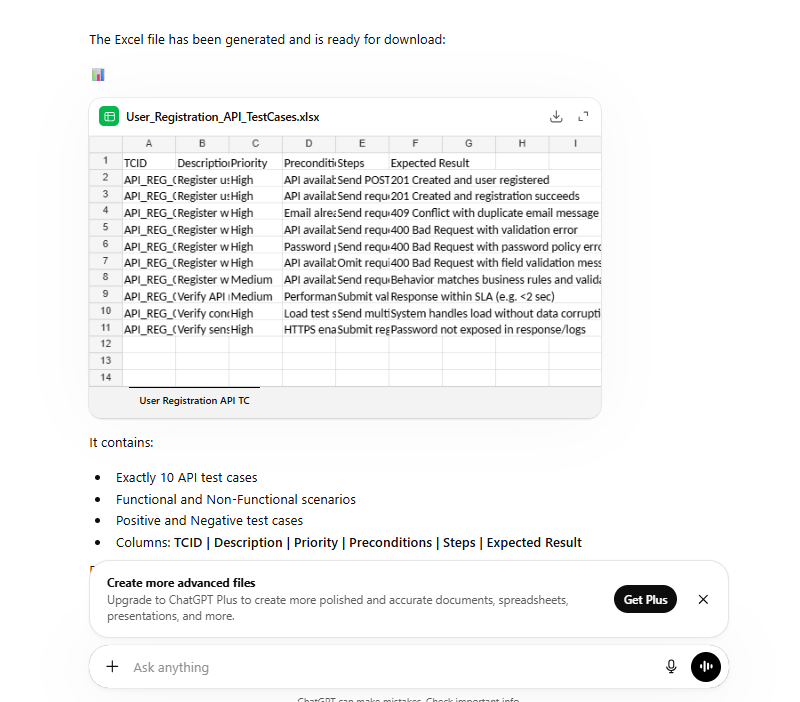 The Excel file has been generated and is ready for download:
User_Registration_API_TestCases.xlsx
A B C D E F G H I
1 TCID Descriptio Priority Preconditi Steps Expected Result
2 API_REG_( Register us High API availab Send POST 201 Created and user registered
3 API_REG_( Register us High API availab Send requ 201 Created and registration succeeds
4 API_REG_( Register w High Email alre Send requ 409 Conflict with duplicate email message
5 API_REG_( Register w High API availab Send requ 400 Bad Request with validation error
6 API_REG_( Register w High Password p Send requ 400 Bad Request with password policy erro
7 API_REG_( Register w High API availab Omit requi 400 Bad Request with field validation mess
8 API_REG_( Register w Medium API availab Send requ Behavior matches business rules and valida
9 API_REG_( Verify API r Medium Performan Submit val Response within SLA (e.g. <2 sec)
10 API_REG_( Verify conc High Load test s Send multi System handles load without data corrupti
11 API_REG_( Verify sens High HTTPS ena Submit reg Password not exposed in response/logs
12
13
14
User Registration API TC
It contains:
Exactly 10 API test cases
Functional and Non-Functional scenarios
Positive and Negative test cases
Columns: TCID | Description | Priority | Preconditions | Steps | Expected Result
Create more advanced files
Upgrade to ChatGPT Plus to create more polished and accurate documents, spreadsheets,
presentations, and more.
Get Plus
Ask anything
ChatGPT can make mistakes. Check important info.